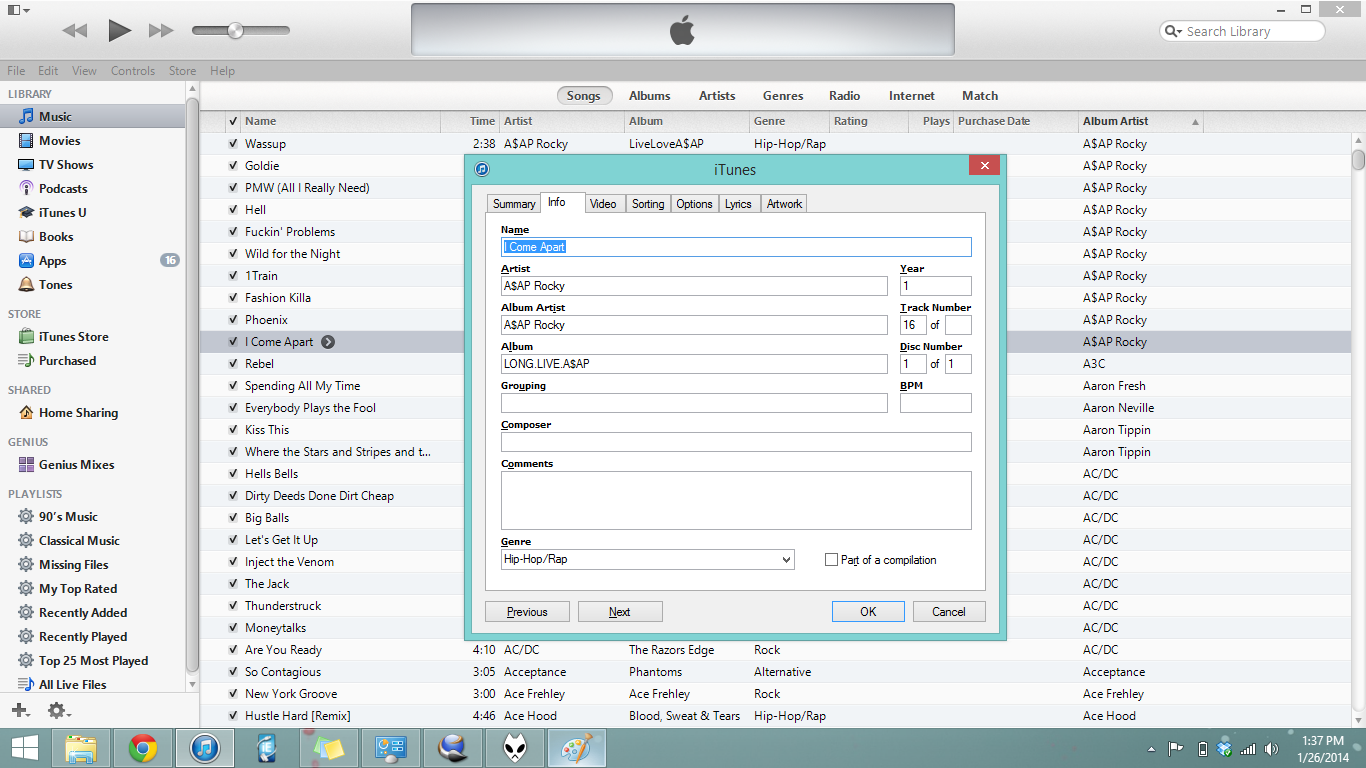 Search Library
File Edit View Controls Store Help
LIBRARY
Music
Movies
TV Shows
Podcasts
iTunes U
Books
Apps 16
Tones
STORE
iTunes Store
Purchased
SHARED
Home Sharing
GENIUS
Genius Mixes
PLAYLISTS
90's Music
Classical Music
Missing Files
My Top Rated
Recently Added
Recently Played
Top 25 Most Played
All Live Files
Songs Albums Artists Genres Radio Internet Match
Name Time Artist Album Genre Rating Plays Purchase Date Album Artist
Wassup 2:38 A$AP Rocky LiveLoveA$AP Hip-Hop/Rap A$AP Rocky
Goldie A$AP Rocky
PMW (All I Really Need) A$AP Rocky
Hell A$AP Rocky
Fuckin' Problems A$AP Rocky
Wild for the Night A$AP Rocky
1Train A$AP Rocky
Fashion Killa A$AP Rocky
Phoenix A$AP Rocky
I Come Apart A$AP Rocky
Rebel A3C
Spending All My Time Aaron Fresh
Everybody Plays the Fool Aaron Neville
Kiss This Aaron Tippin
Where the Stars and Stripes and t... Aaron Tippin
Hells Bells AC/DC
Dirty Deeds Done Dirt Cheap AC/DC
Big Balls AC/DC
Let's Get It Up AC/DC
Inject the Venom AC/DC
The Jack AC/DC
Thunderstruck AC/DC
Moneytalks AC/DC
Are You Ready 4:10 AC/DC The Razors Edge Rock AC/DC
So Contagious 3:05 Acceptance Phantoms Alternative Acceptance
New York Groove 3:00 Ace Frehley Ace Frehley Rock Ace Frehley
Hustle Hard [Remix] 4:46 Ace Hood Blood, Sweat & Tears Hip-Hop/Rap Ace Hood
iTunes
Summary Info Video Sorting Options Lyrics Artwork
Name
I Come Apart
Artist Year
A$AP Rocky 1
Album Artist Track Number
A$AP Rocky 16 of
Album Disc Number
LONG.LIVE.A$AP 1 of 1
Grouping BPM
Composer
Comments
Genre
Hip-Hop/Rap Part of a compilation
Previous Next OK Cancel
1:37 PM
1/26/2014